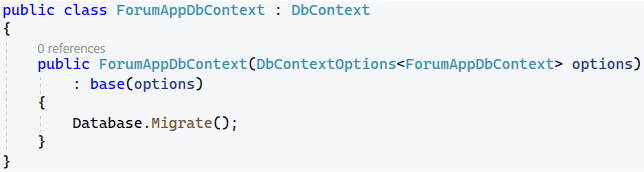 public class ForumAppDbContext : DbContext
{
0 references
public ForumAppDbContext(DbContextOptions<ForumAppDbContext> options)
: base(options)
{
Database.Migrate();
}
}